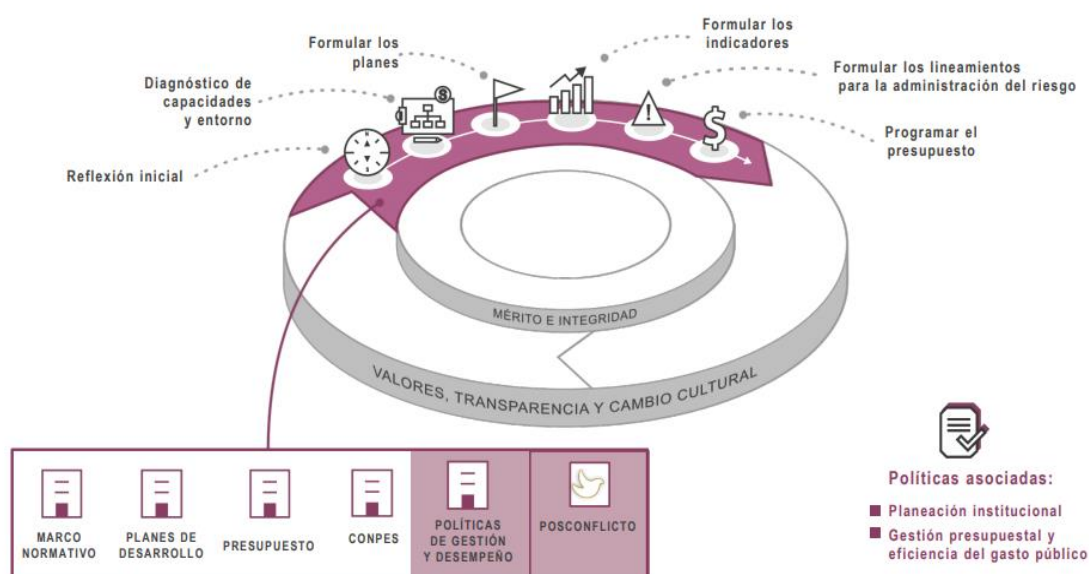 Reflexión inicial
Diagnóstico de
capacidades
y entorno
Formular los
planes
Formular los
indicadores
Formular los lineamientos
para la administración del riesgo
Programar el
presupuesto
$
!
$
MÉRITO E INTEGRIDAD
VALORES, TRANSPARENCIA Y CAMBIO CULTURAL
MARCO
NORMATIVO
PLANES DE
DESARROLLO
PRESUPUESTO
CONPES
POLÍTICAS
DE GESTIÓN
Y DESEMPEÑO
POSCONFLICTO
Políticas asociadas:
Planeación institucional
Gestión presupuestal y
eficiencia del gasto público